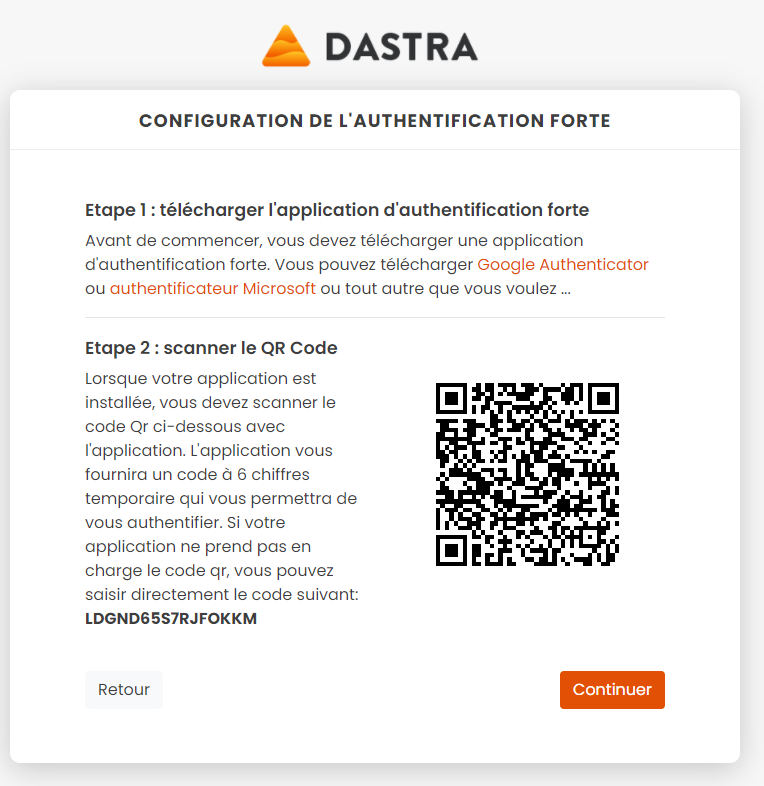 DASTRA
CONFIGURATION DE L'AUTHENTIFICATION FORTE
Etape 1 : télécharger l'application d'authentification forte
Avant de commencer, vous devez télécharger une application
d'authentification forte. Vous pouvez télécharger Google Authenticator
ou authentificateur Microsoft ou tout autre que vous voulez ...
Etape 2 : scanner le QR Code
Lorsque votre application est
installée, vous devez scanner le
code Qr ci-dessous avec
l'application. L'application vous
fournira un code à 6 chiffres
temporaire qui vous permettra de
vous authentifier. Si votre
application ne prend pas en
charge le code qr, vous pouvez
saisir directement le code suivant:
LDGND65S7RJFOKKM
Retour
Continuer